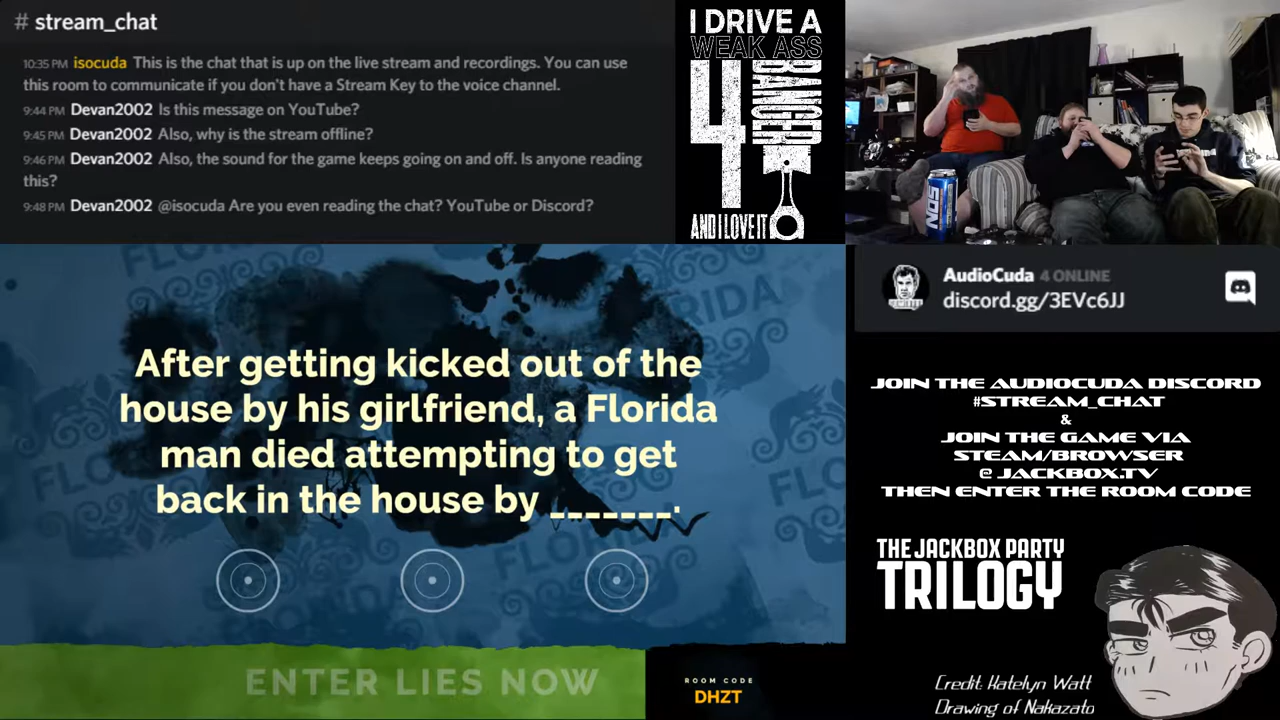 # stream_chat
10:35 PM isocuda This is the chat that is up on the live stream and recordings. You can use
this room to communicate if you don't have a Stream Key to the voice channel.
9:44 PM Devan2002 Is this message on YouTube?
9:45 PM Devan2002 Also, why is the stream offline?
9:46 PM Devan2002 Also, the sound for the game keeps going on and off. Is anyone reading
this?
9:48 PM Devan2002 @isocuda Are you even reading the chat? YouTube or Discord?
I DRIVE A
WEAK ASS
4
BANGER
AND I LOVE IT
NOS
AudioCuda 4 ONLINE
discord.gg/3EVc6JJ
FLORIDA
FLORIDA
FLORIDA
After getting kicked out of the
house by his girlfriend, a Florida
man died attempting to get
back in the house by _______.
ENTER LIES NOW
ROOM CODE
DHZT
JOIN THE AUDIOCUDA DISCORD
#STREAM_CHAT
&
JOIN THE GAME VIA
STEAM/BROWSER
@ JACKBOX.TV
THEN ENTER THE ROOM CODE
THE JACKBOX PARTY
TRILOGY
Credit: Katelyn Watt
Drawing of Nakazato